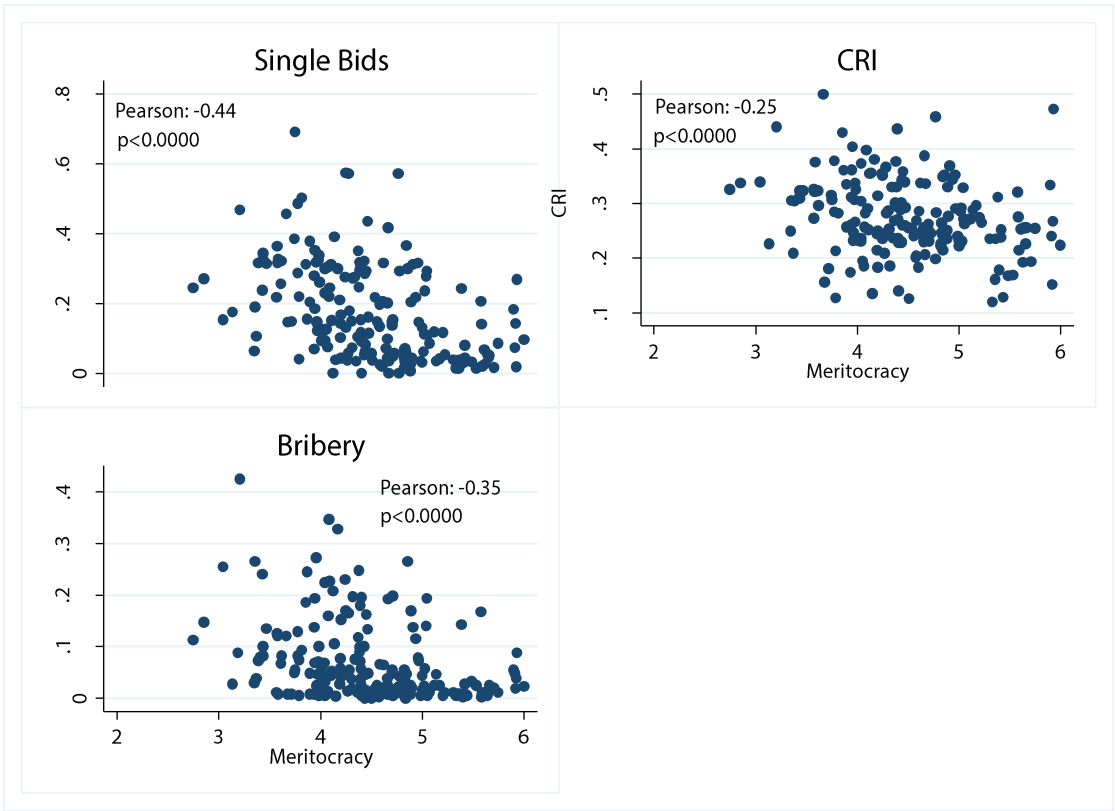 Single Bids
Pearson: -0.44
p<0.0000
.8
.6
.4
.2
0
CRI
Pearson: -0.25
p<0.0000
CRI
.5
.4
.3
.2
.1
2 3 4 5 6
Meritocracy
Bribery
Pearson: -0.35
p<0.0000
.4
.3
.2
.1
0
2 3 4 5 6
Meritocracy